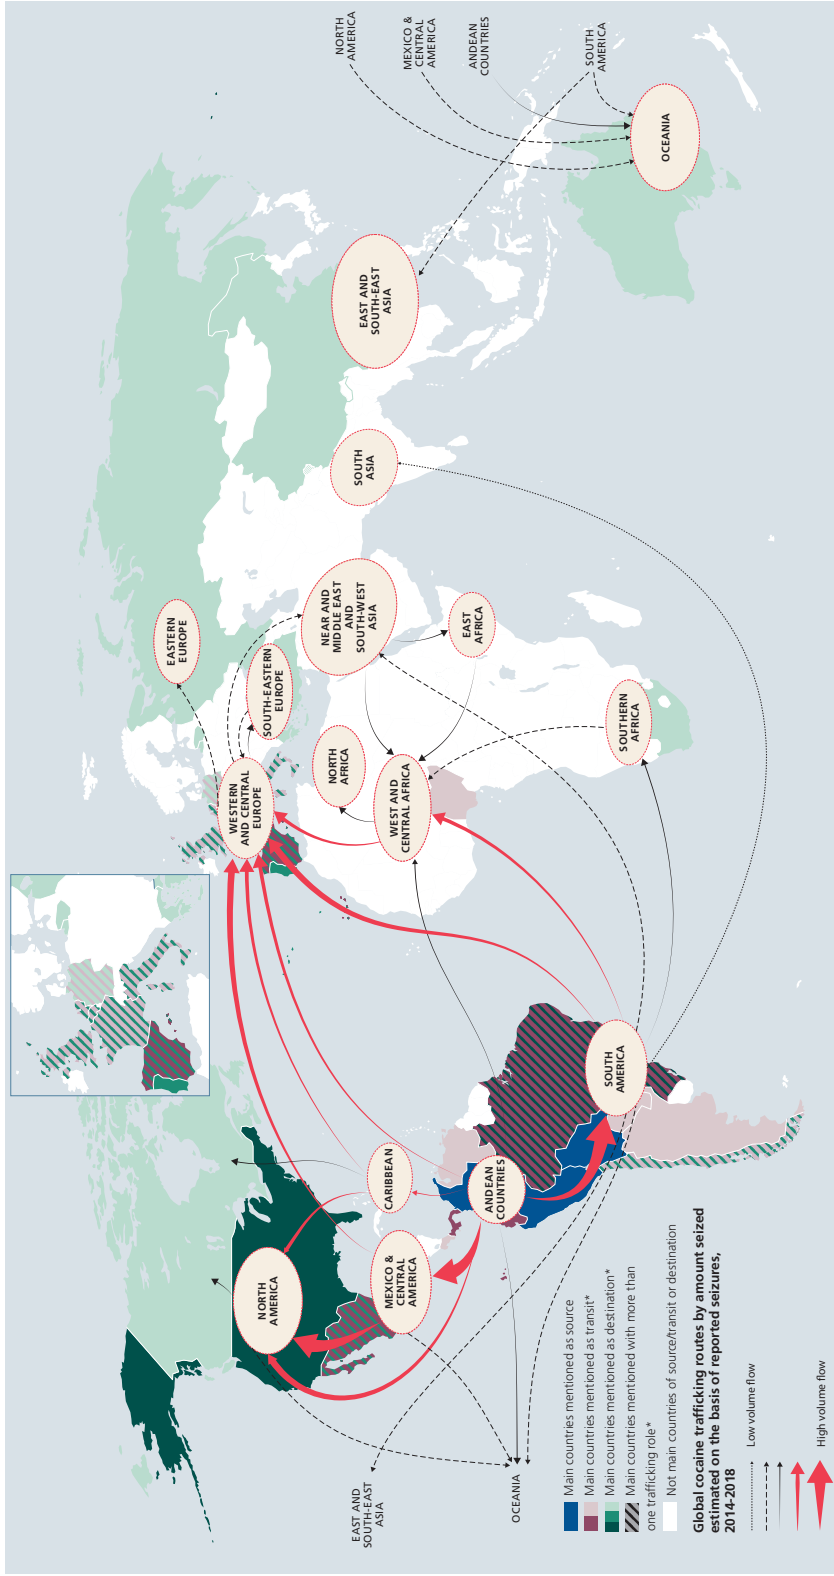 NORTH
AMERICA
MEXICO &
CENTRAL
AMERICA
ANDEAN
COUNTRIES
SOUTH
AMERICA
OCEANIA
EAST AND
SOUTH-EAST
ASIA
SOUTH
ASIA
EASTERN
EUROPE
NEAR AND
MIDDLE EAST
AND
SOUTH-WEST
ASIA
EAST
AFRICA
SOUTH-EASTERN
EUROPE
SOUTHERN
AFRICA
NORTH
AFRICA
WESTERN
AND CENTRAL
EUROPE
WEST AND
CENTRAL AFRICA
SOUTH
AMERICA
CARIBBEAN
ANDEAN
COUNTRIES
NORTH
AMERICA
MEXICO &
CENTRAL
AMERICA
EAST AND
SOUTH-EAST
ASIA
OCEANIA
Main countries mentioned as source
Main countries mentioned as transit*
Main countries mentioned as destination*
Main countries mentioned with more than
one trafficking role*
Not main countries of source/transit or destination
Global cocaine trafficking routes by amount seized
estimated on the basis of reported seizures,
2014-2018
Low volume flow
High volume flow